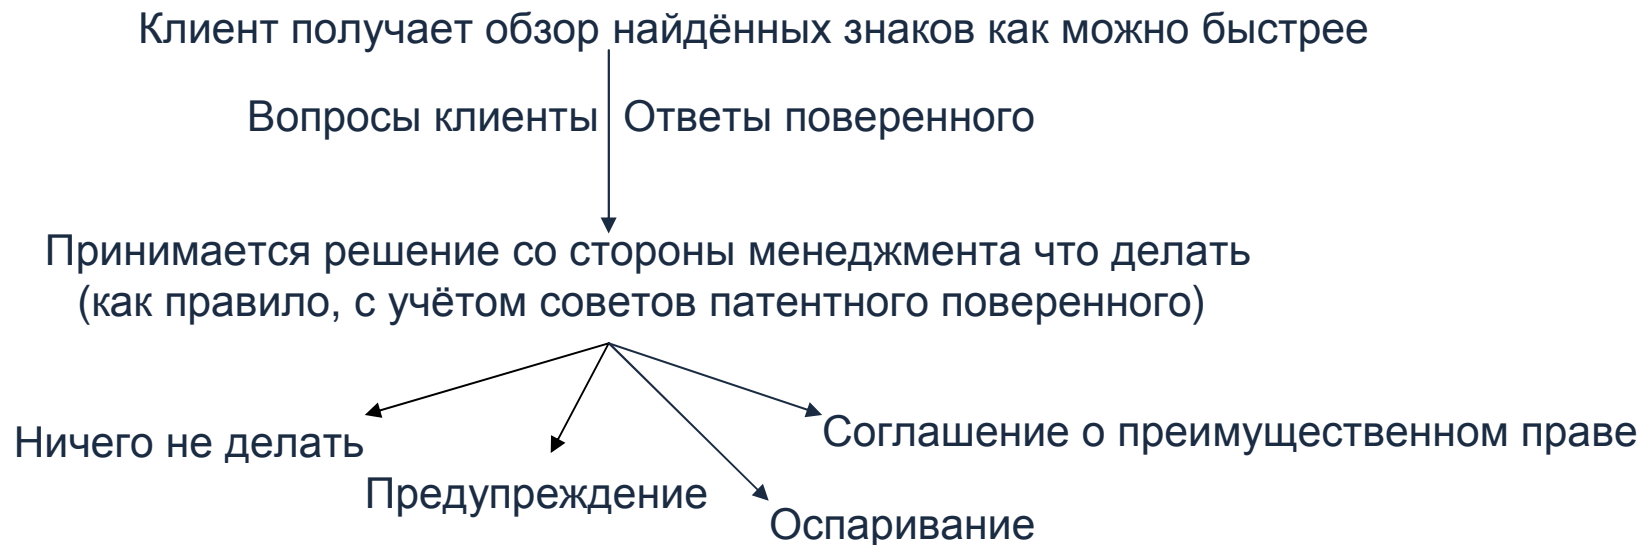 Клиент получает обзор найдённых знаков как можно быстрее
Вопросы клиенты Ответы поверенного
Принимается решение со стороны менеджмента что делать
(как правило, с учётом советов патентного поверенного)
Ничего не делать
Соглашение о преимущественном праве
Предупреждение
Оспаривание